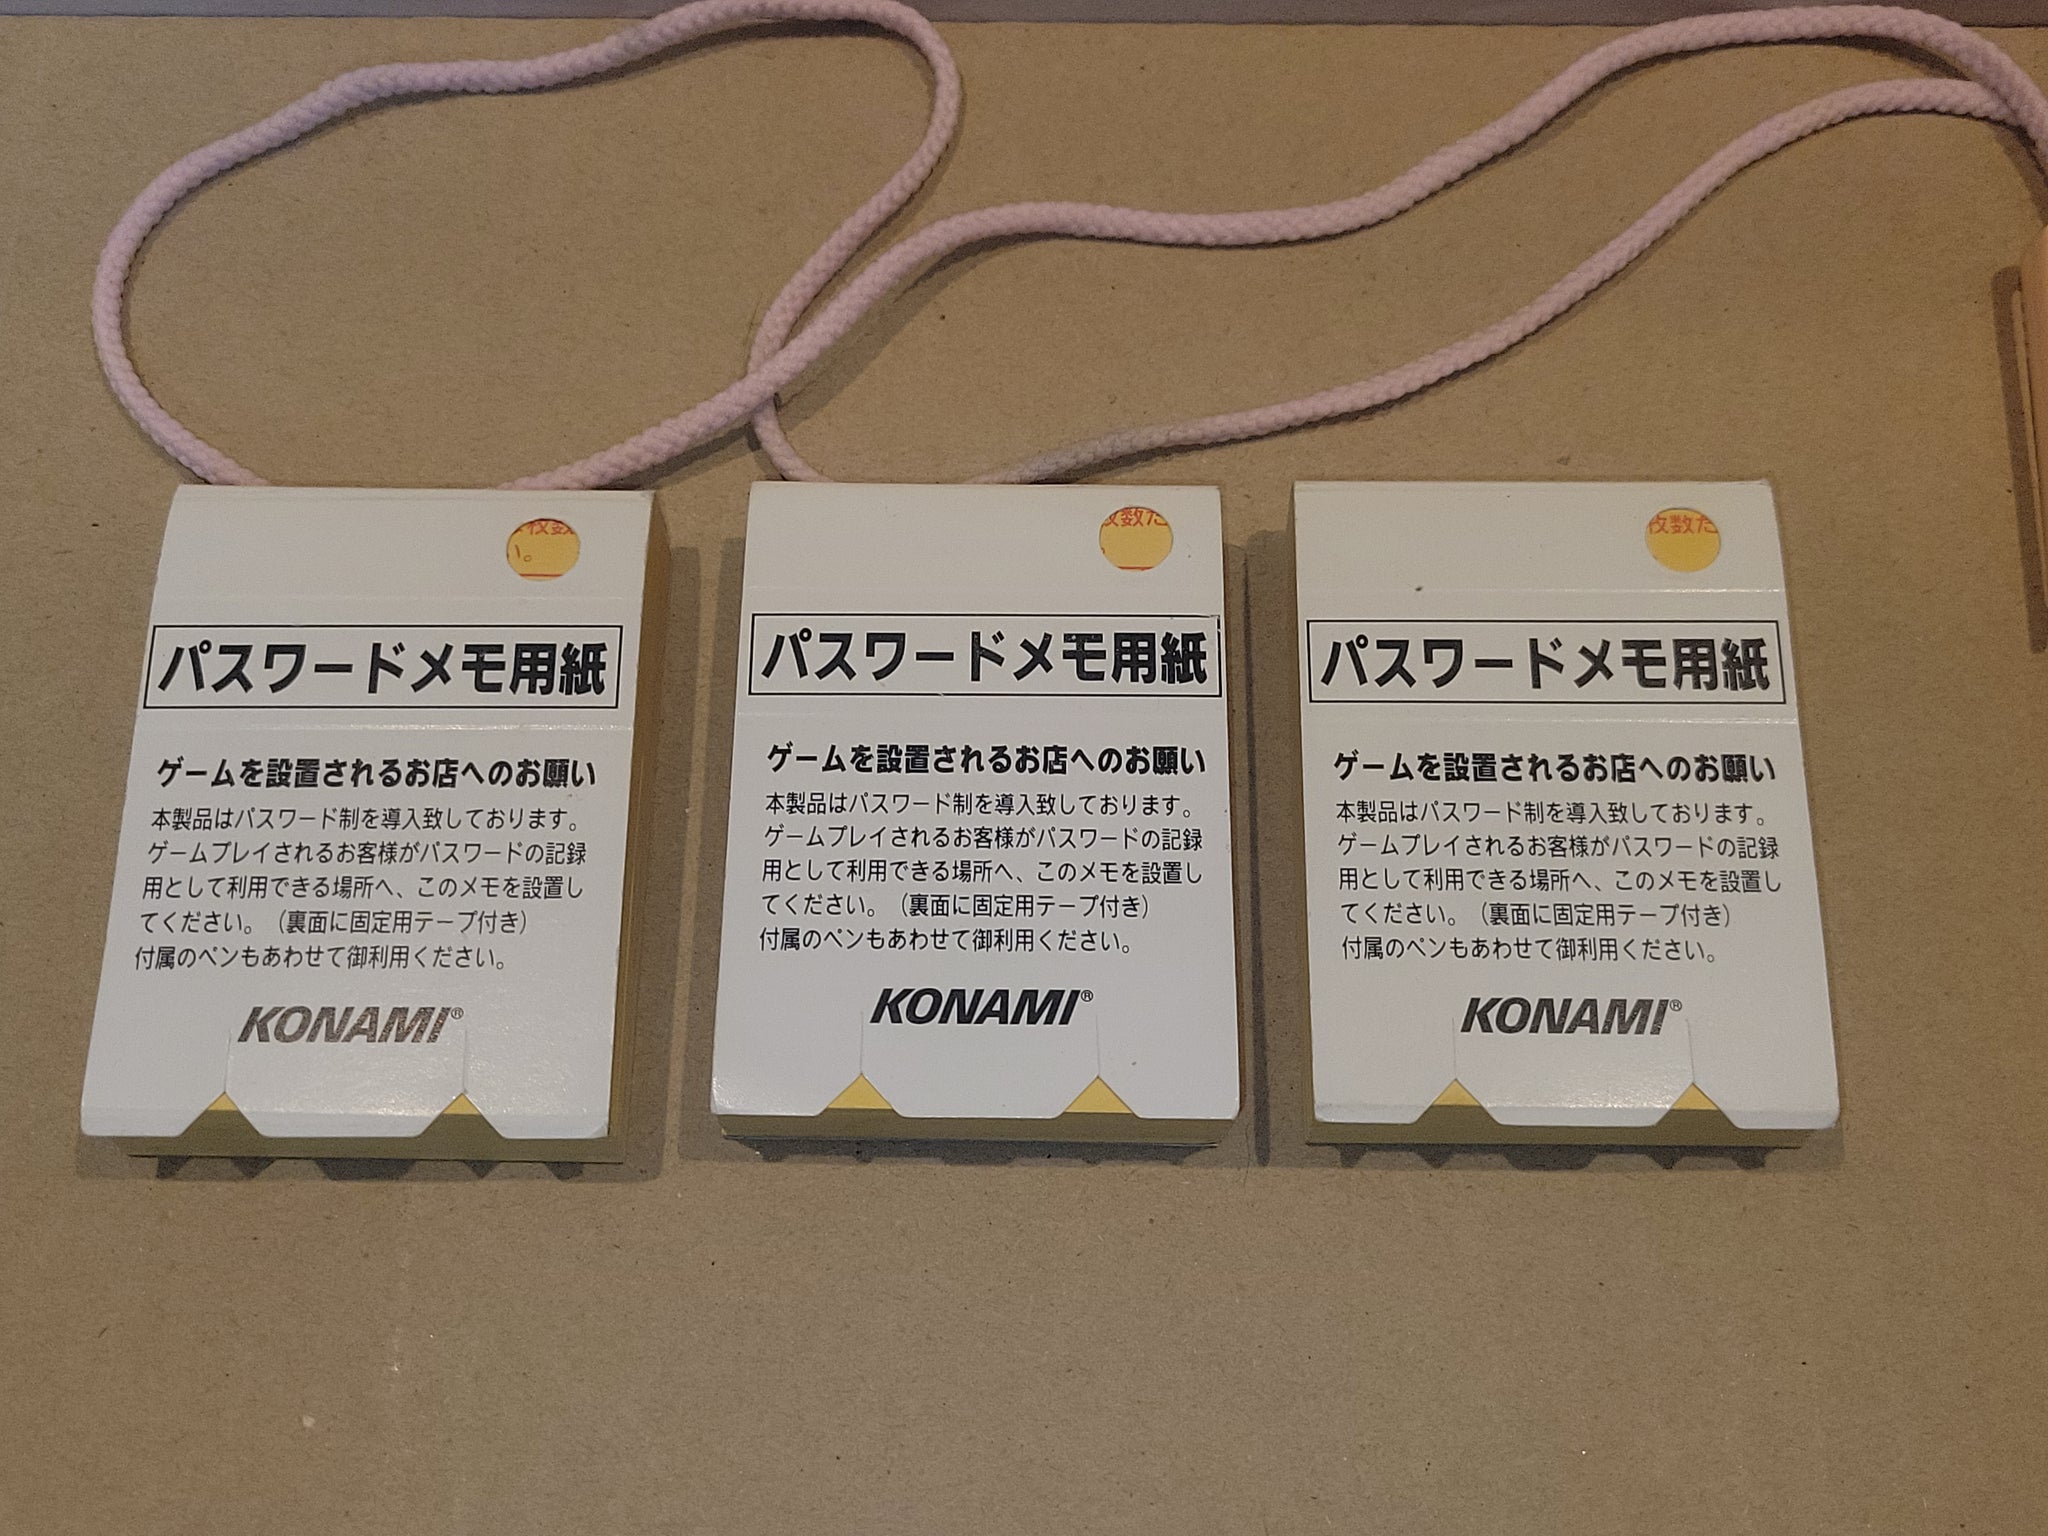 枚数
い。
パスワードメモ用紙
ゲームを設置されるお店へのお願い
本製品はパスワード制を導入致しております。
ゲームプレイされるお客様がパスワードの記録
用として利用できる場所へ、このメモを設置し
てください。（裏面に固定用テープ付き）
付属のペンもあわせて御利用ください。
KONAMI®
枚数た
パスワードメモ用紙
ゲームを設置されるお店へのお願い
本製品はパスワード制を導入致しております。
ゲームプレイされるお客様がパスワードの記録
用として利用できる場所へ、このメモを設置し
てください。（裏面に固定用テープ付き）
付属のペンもあわせて御利用ください。
KONAMI®
枚数だ
パスワードメモ用紙
ゲームを設置されるお店へのお願い
本製品はパスワード制を導入致しております。
ゲームプレイされるお客様がパスワードの記録
用として利用できる場所へ、このメモを設置し
てください。（裏面に固定用テープ付き）
付属のペンもあわせて御利用ください。
KONAMI®